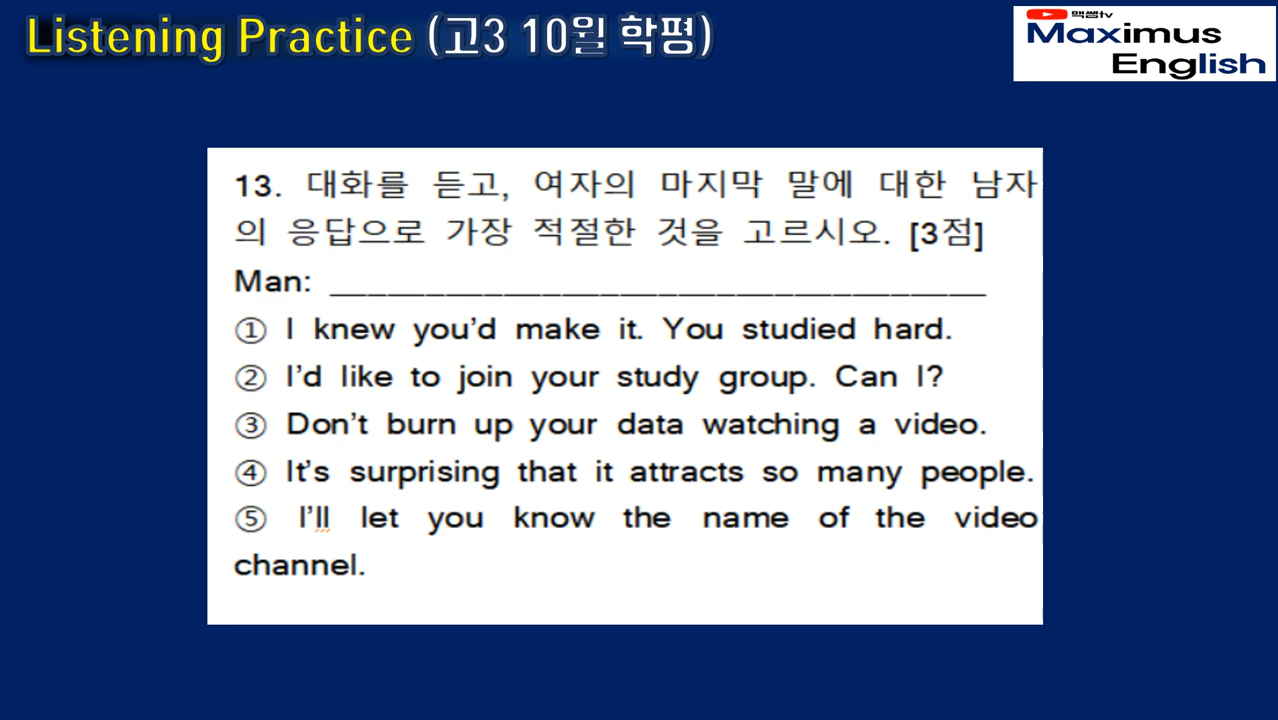 Listening Practice (고3 10월 학평)
맥쌤tv
Maximus
English
13. 대화를 듣고, 여자의 마지막 말에 대한 남자
의 응답으로 가장 적절한 것을 고르시오. [3점]
Man: ___________________________________
① I knew you’d make it. You studied hard.
② I’d like to join your study group. Can I?
③ Don’t burn up your data watching a video.
④ It’s surprising that it attracts so many people.
⑤ I’ll let you know the name of the video
channel.